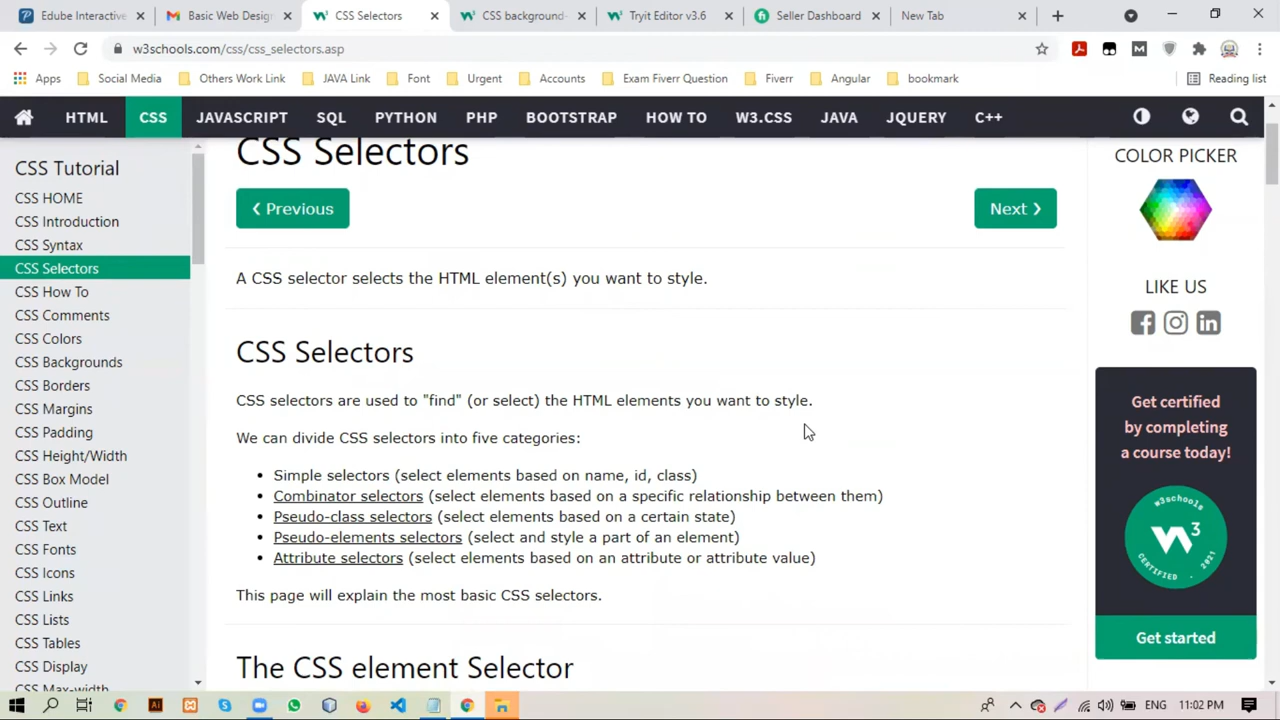 Edube Interactive
Basic Web Desig
CSS Selectors
CSS background-
Tryit Editor v3.6
Seller Dashboard
New Tab
w3schools.com/css/css_selectors.asp
Apps
Social Media
Others Work Link
JAVA Link
Font
Urgent
Accounts
Exam Fiverr Question
Fiverr
Angular
bookmark
Reading list
HTML
CSS
JAVASCRIPT
SQL
PYTHON
PHP
BOOTSTRAP
HOW TO
W3.CSS
JAVA
JQUERY
C++
CSS Tutorial
CSS HOME
CSS Introduction
CSS Syntax
CSS Selectors
CSS How To
CSS Comments
CSS Colors
CSS Backgrounds
CSS Borders
CSS Margins
CSS Padding
CSS Height/Width
CSS Box Model
CSS Outline
CSS Text
CSS Fonts
CSS Icons
CSS Links
CSS Lists
CSS Tables
CSS Display
CSS Max-width
CSS Selectors
❮ Previous
Next ❯
A CSS selector selects the HTML element(s) you want to style.
CSS Selectors
CSS selectors are used to "find" (or select) the HTML elements you want to style.
We can divide CSS selectors into five categories:
• Simple selectors (select elements based on name, id, class)
• Combinator selectors (select elements based on a specific relationship between them)
• Pseudo-class selectors (select elements based on a certain state)
• Pseudo-elements selectors (select and style a part of an element)
• Attribute selectors (select elements based on an attribute or attribute value)
This page will explain the most basic CSS selectors.
The CSS element Selector
COLOR PICKER
LIKE US
Get certified
by completing
a course today!
w3schools
W3
CERTIFIED . 2021
Get started
ENG
11:02 PM